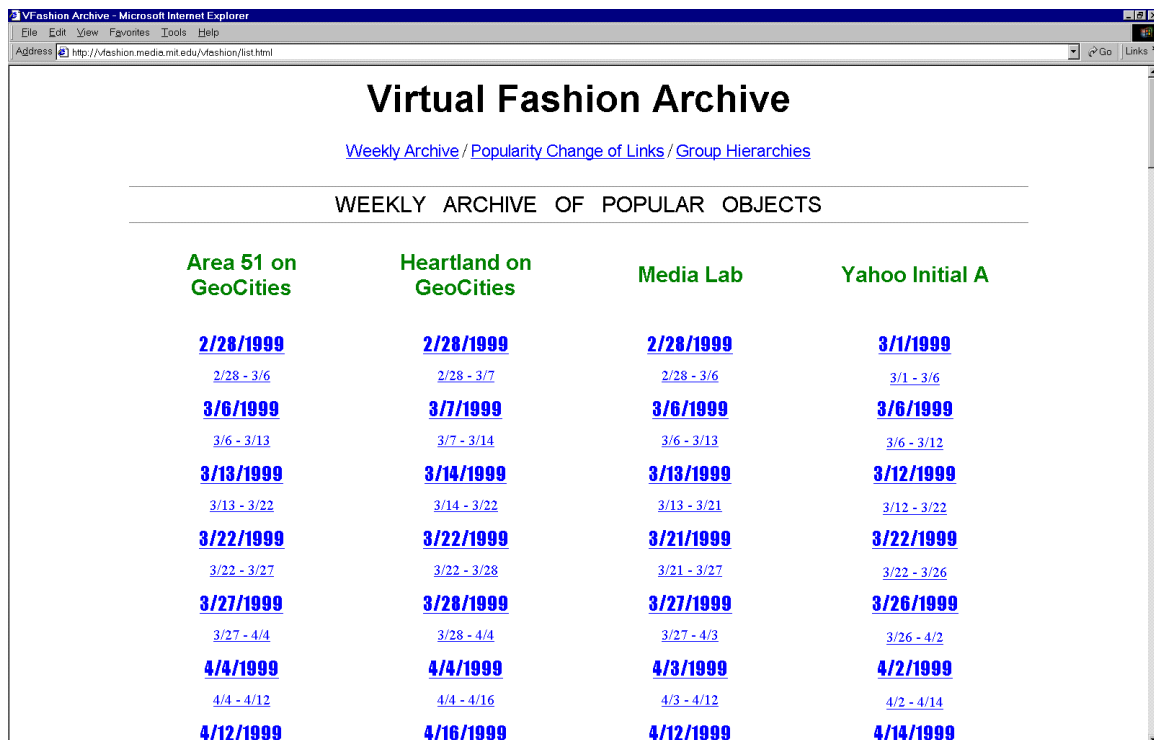 VFashion Archive - Microsoft Internet Explorer
File Edit View Favorites Tools Help
Address http://vfashion.media.mit.edu/vfashion/list.html Go Links
Virtual Fashion Archive
Weekly Archive / Popularity Change of Links / Group Hierarchies
WEEKLY ARCHIVE OF POPULAR OBJECTS
Area 51 on GeoCities Heartland on GeoCities Media Lab Yahoo Initial A
2/28/1999 2/28/1999 2/28/1999 3/1/1999
2/28 - 3/6 2/28 - 3/7 2/28 - 3/6 3/1 - 3/6
3/6/1999 3/7/1999 3/6/1999 3/6/1999
3/6 - 3/13 3/7 - 3/14 3/6 - 3/13 3/6 - 3/12
3/13/1999 3/14/1999 3/13/1999 3/12/1999
3/13 - 3/22 3/14 - 3/22 3/13 - 3/21 3/12 - 3/22
3/22/1999 3/22/1999 3/21/1999 3/22/1999
3/22 - 3/27 3/22 - 3/28 3/21 - 3/27 3/22 - 3/26
3/27/1999 3/28/1999 3/27/1999 3/26/1999
3/27 - 4/4 3/28 - 4/4 3/27 - 4/3 3/26 - 4/2
4/4/1999 4/4/1999 4/3/1999 4/2/1999
4/4 - 4/12 4/4 - 4/16 4/3 - 4/12 4/2 - 4/14
4/12/1999 4/16/1999 4/12/1999 4/14/1999